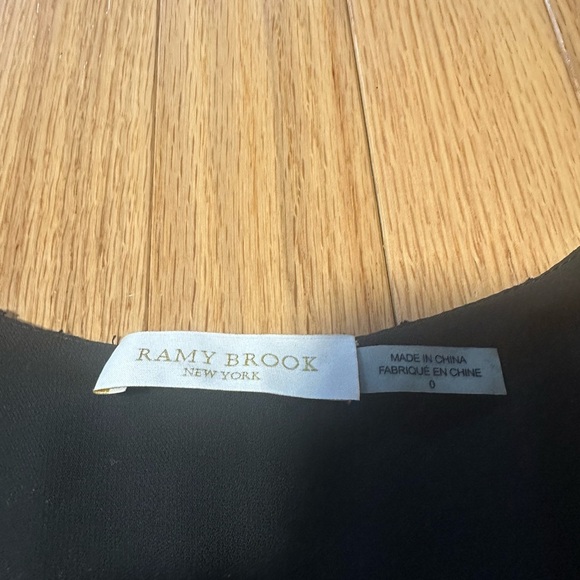 RAMY BROOK
NEW YORK
MADE IN CHINA
FABRIQUÉ EN CHINE
0